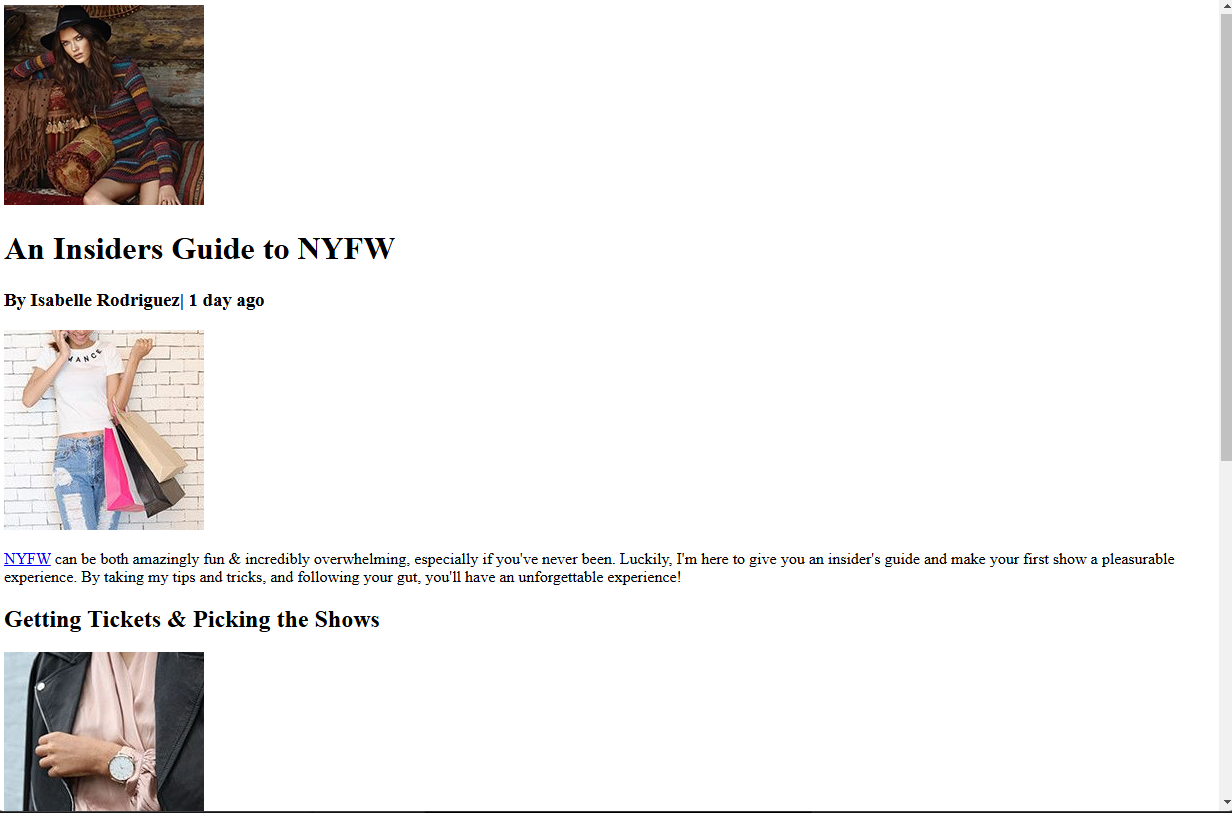 An Insiders Guide to NYFW
By Isabelle Rodriguez| 1 day ago
MANCE
NYFW can be both amazingly fun & incredibly overwhelming, especially if you've never been. Luckily, I'm here to give you an insider's guide and make your first show a pleasurable
experience. By taking my tips and tricks, and following your gut, you'll have an unforgettable experience!
Getting Tickets & Picking the Shows